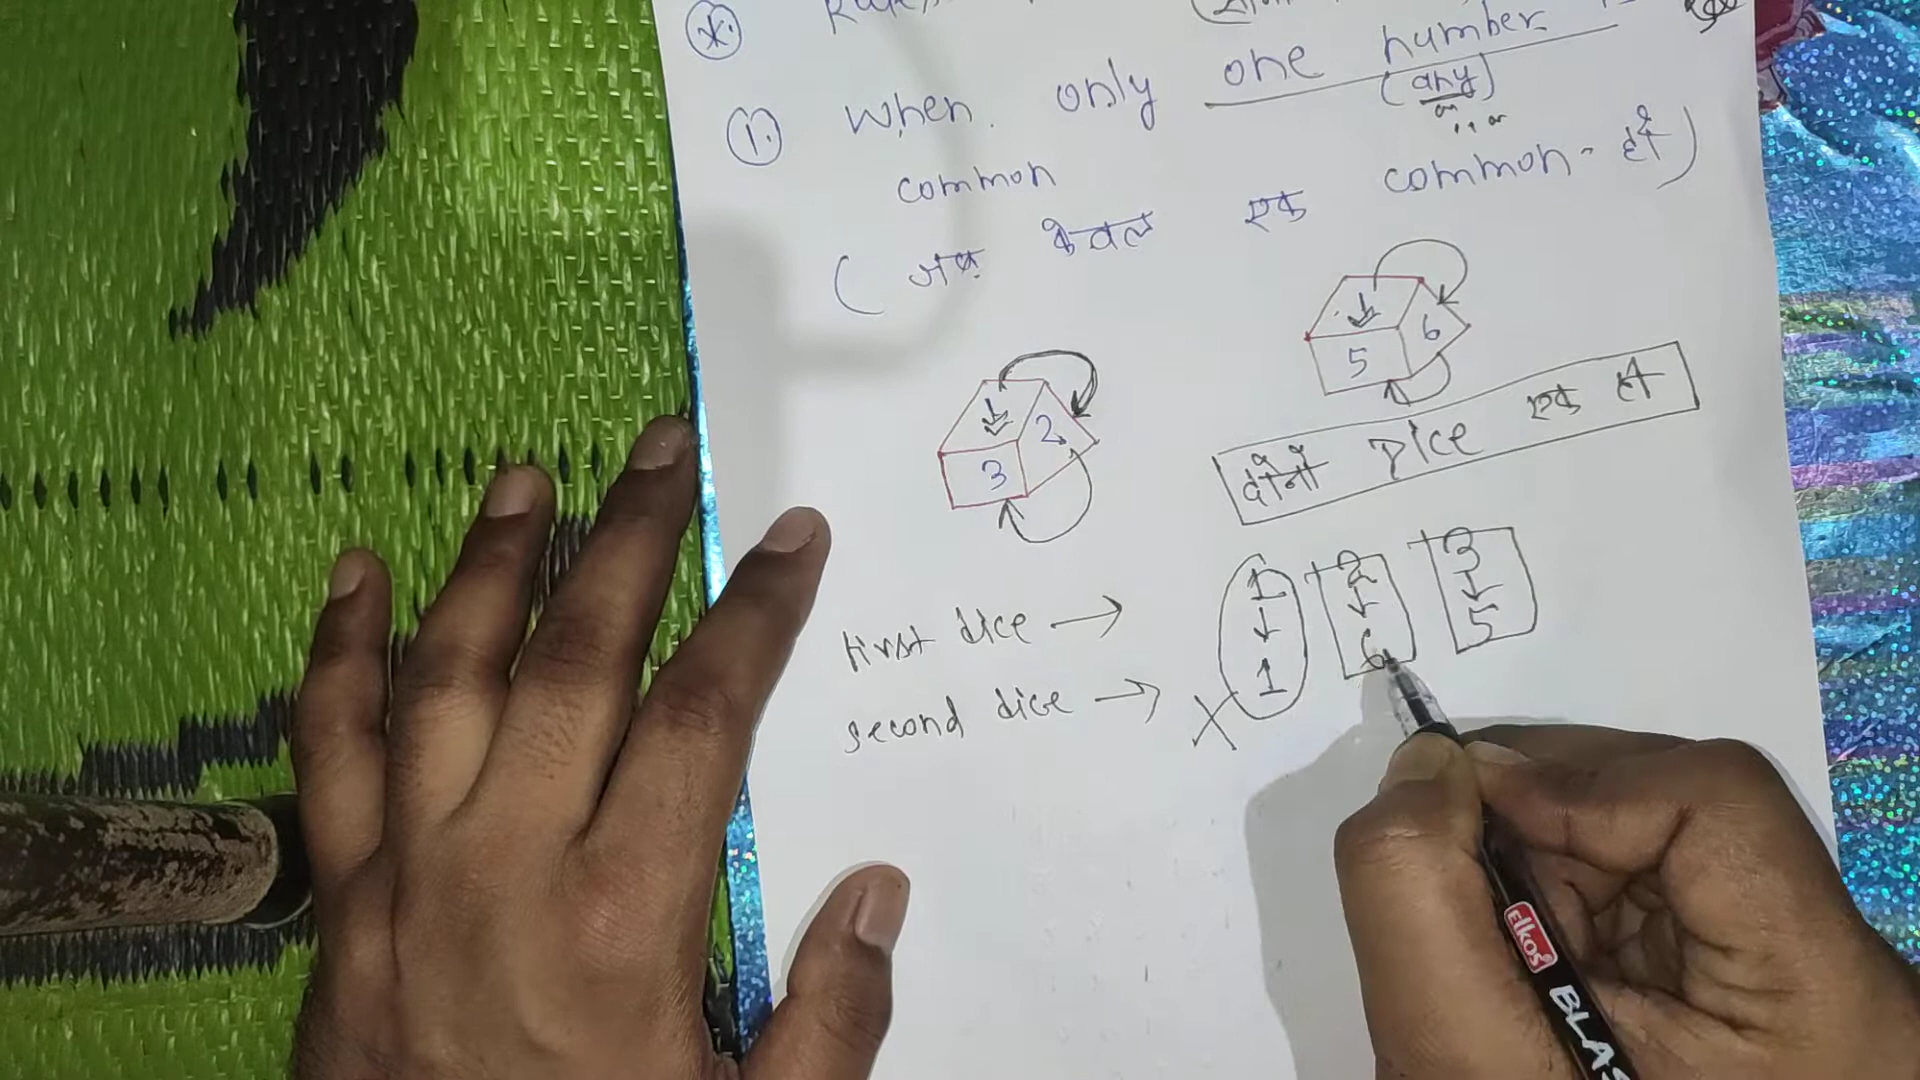 ① When only one number
(any)
common
(जब केवल एक common - हो)
3 2
5 6
दोनों Dice एक हो
First dice → 1 2 3
↓ ↓ ↓
second dice → 1 6 5
Elkos